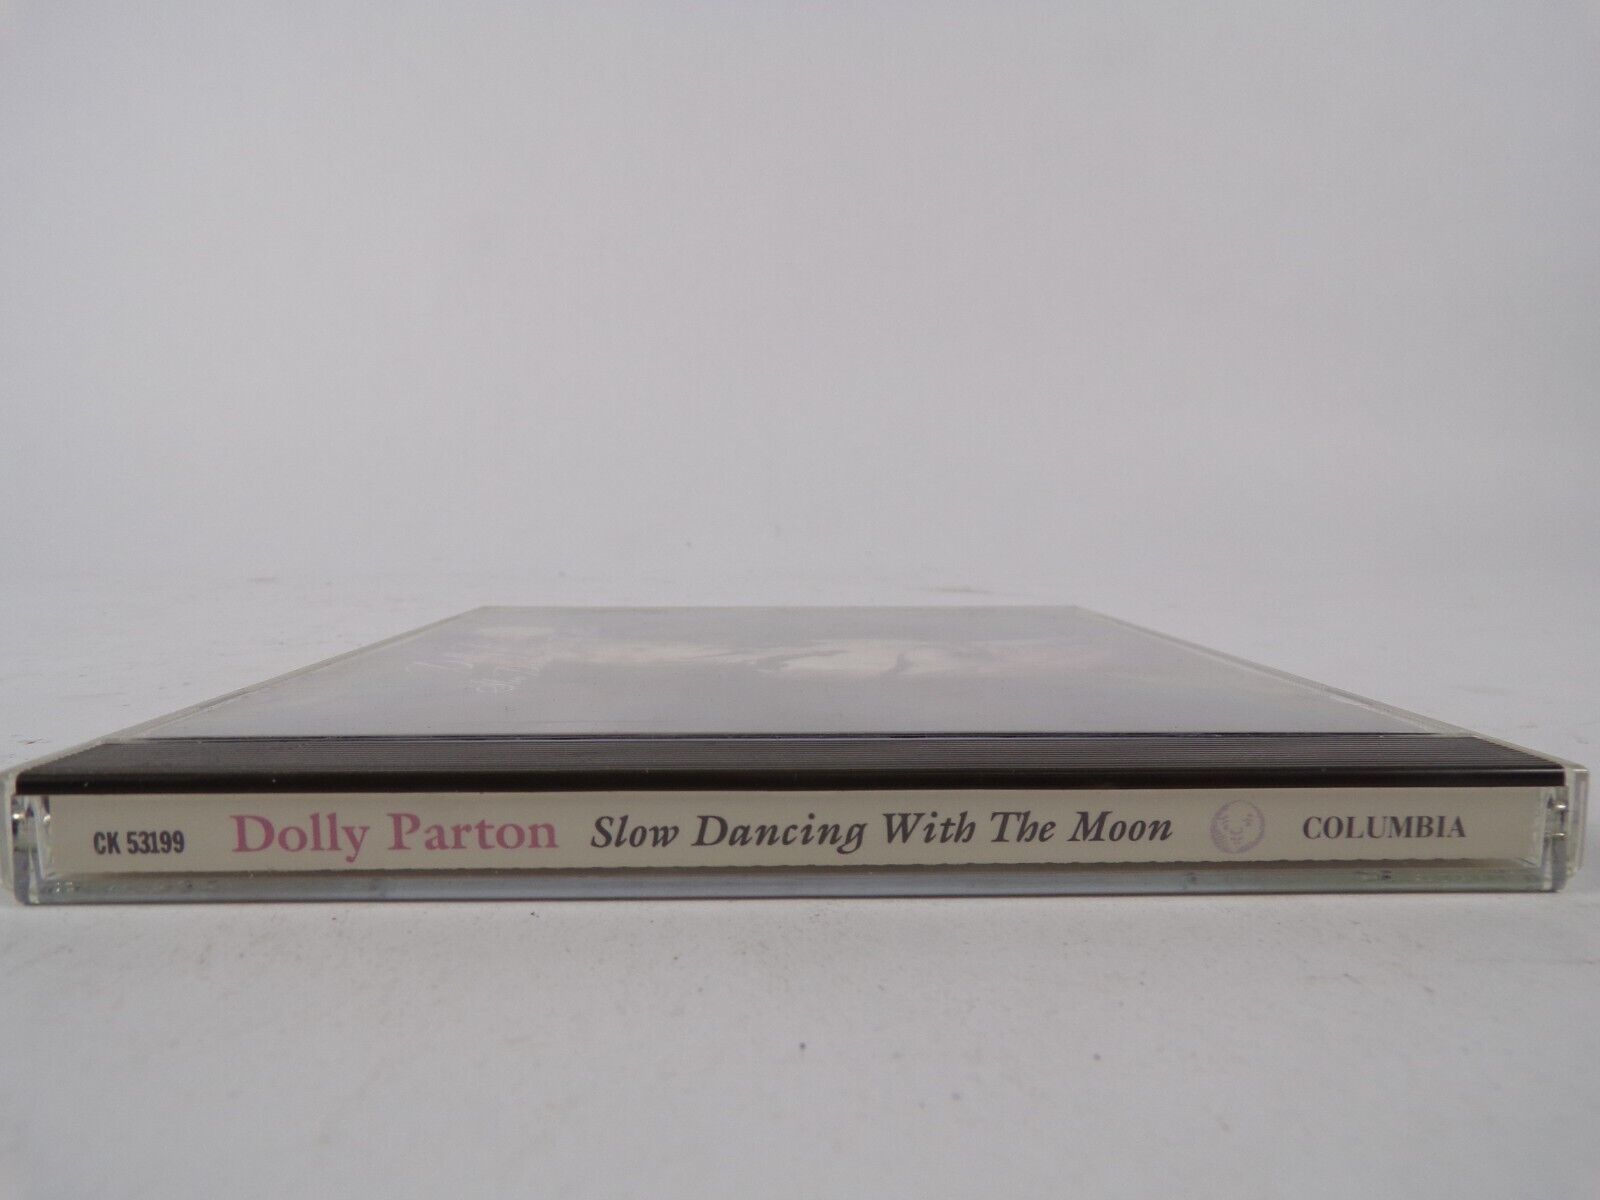 CK 53199 Dolly Parton Slow Dancing With The Moon COLUMBIA